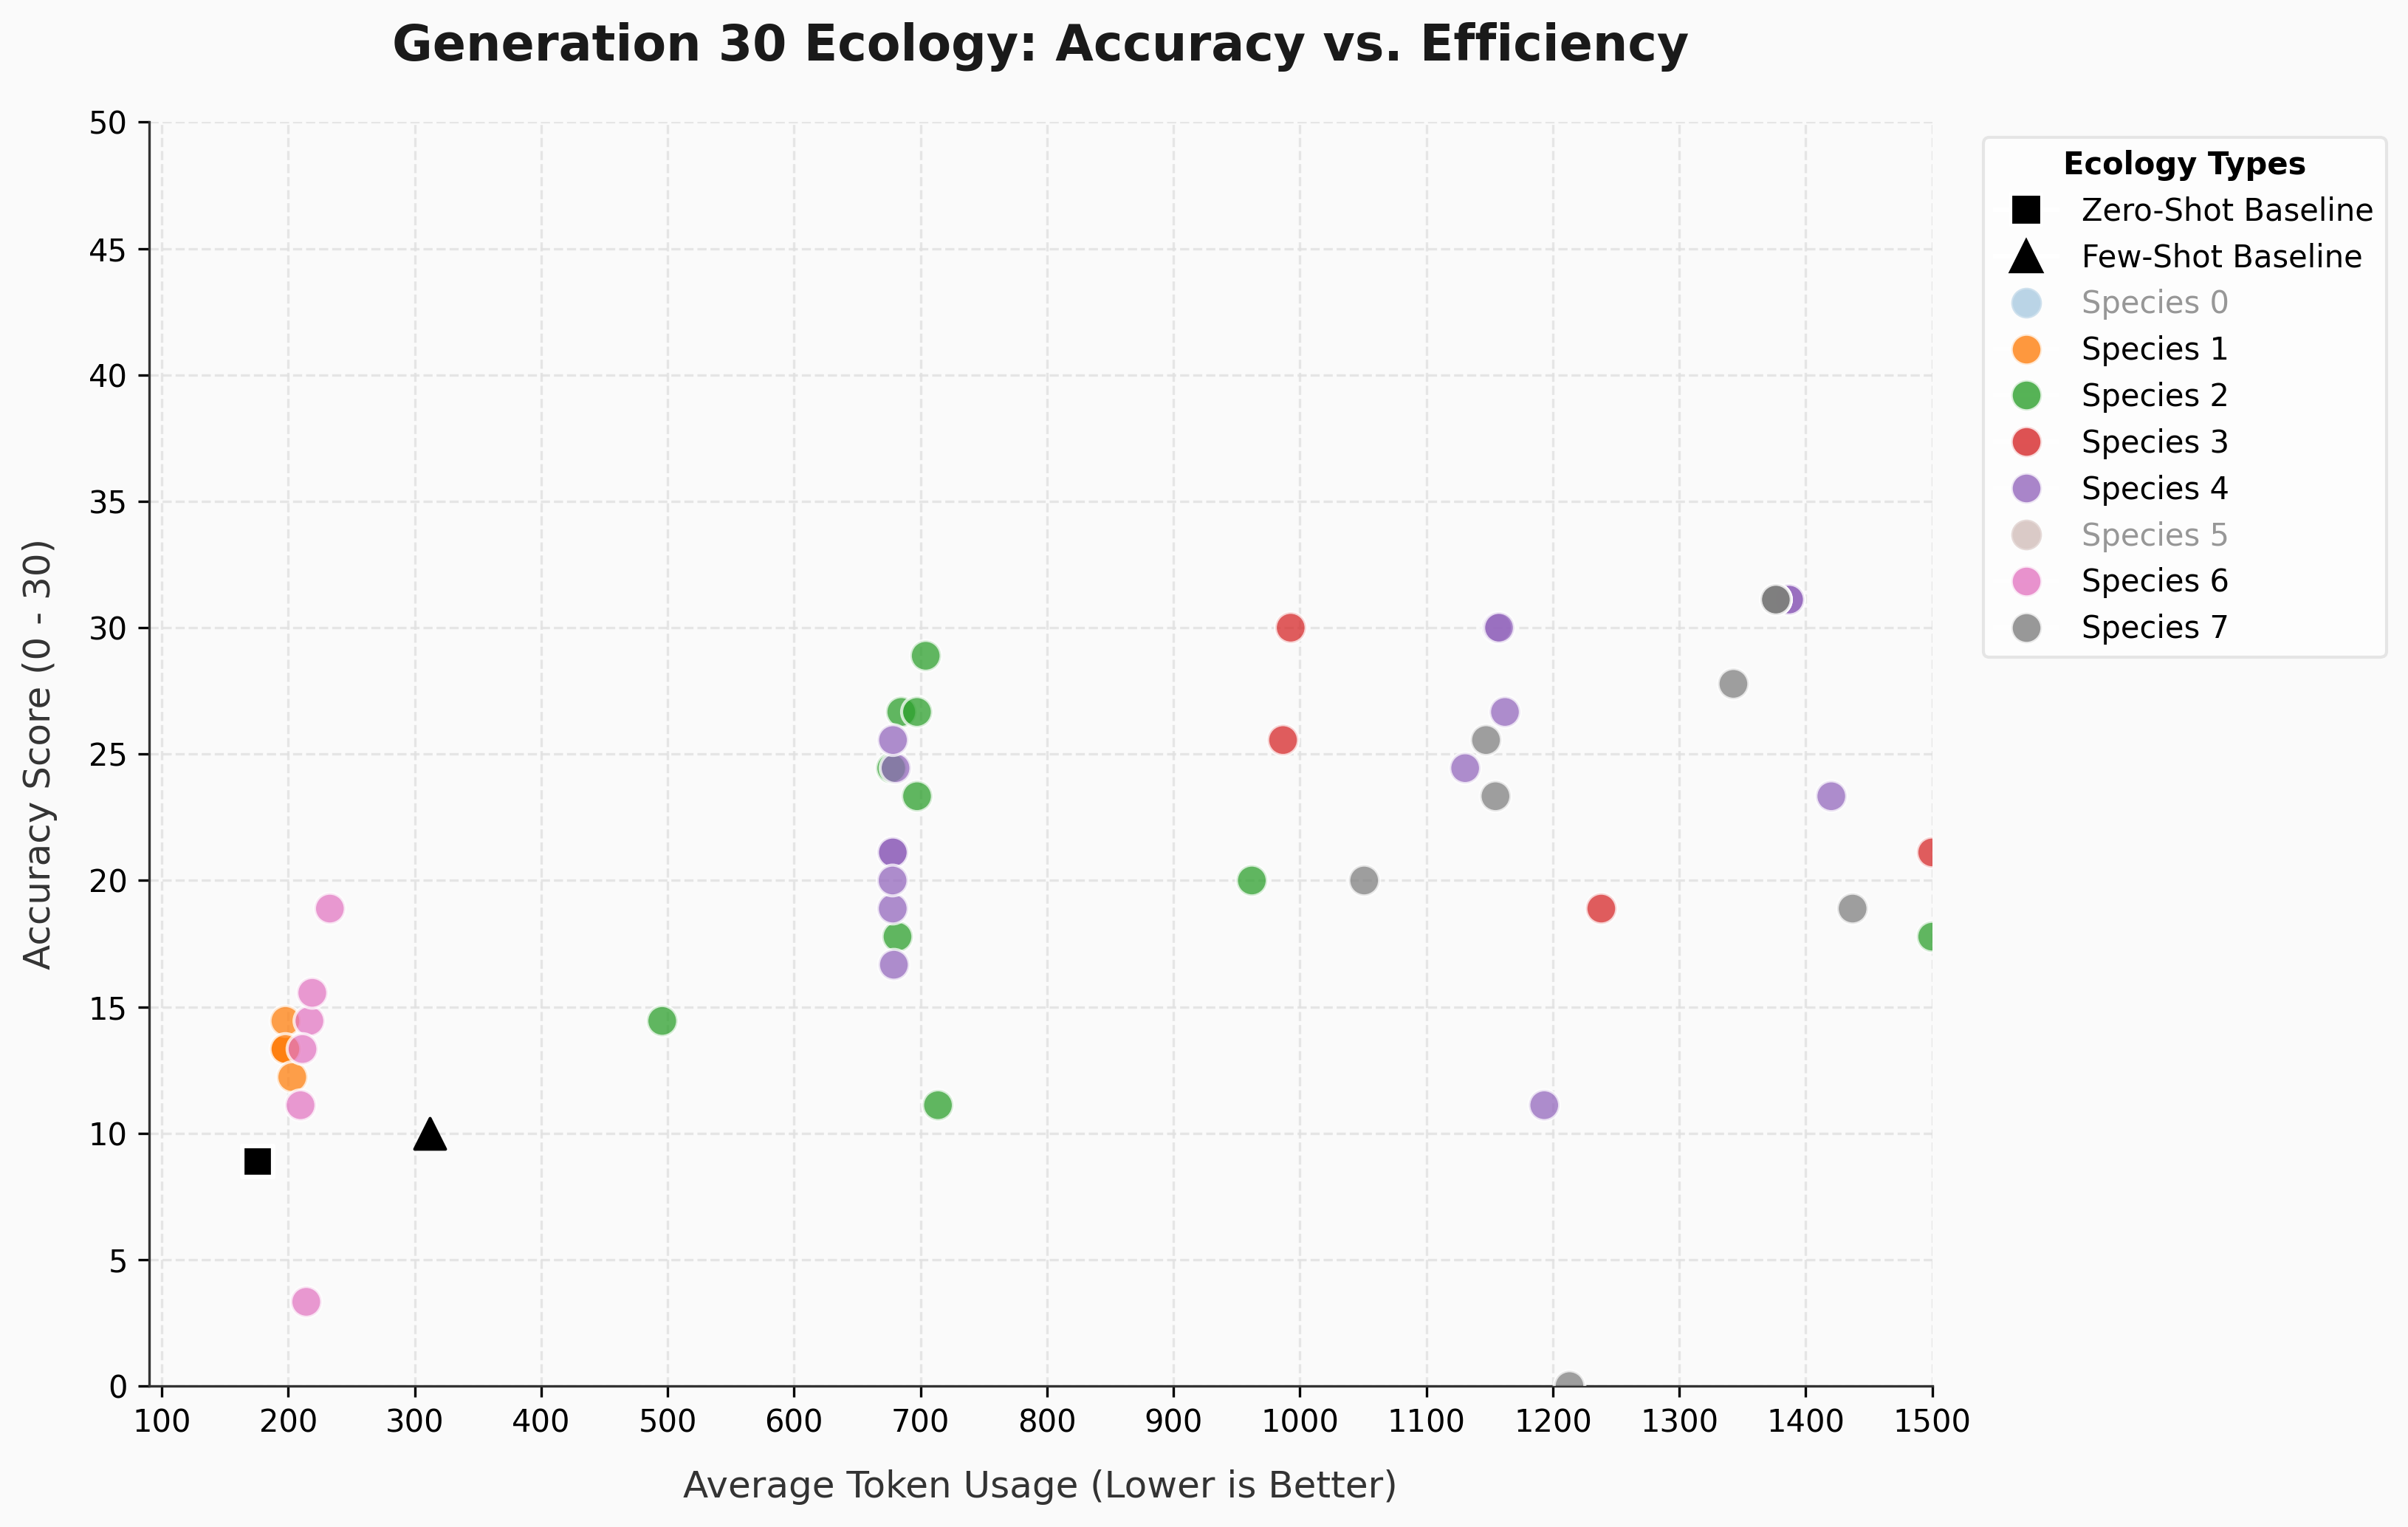 Generation 30 Ecology: Accuracy vs. Efficiency
50
45
40
35
30
25
20
15
10
5
0
Accuracy Score (0 - 30)
100 200 300 400 500 600 700 800 900 1000 1100 1200 1300 1400 1500
Average Token Usage (Lower is Better)
Ecology Types
Zero-Shot Baseline
Few-Shot Baseline
Species 0
Species 1
Species 2
Species 3
Species 4
Species 5
Species 6
Species 7